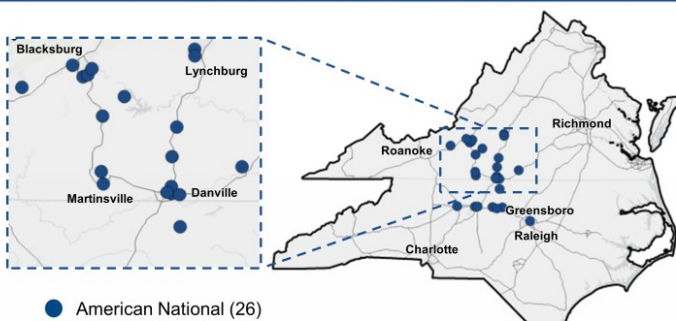 Blacksburg
Lynchburg
Martinsville
Danville
Richmond
Roanoke
Greensboro
Raleigh
Charlotte
American National (26)